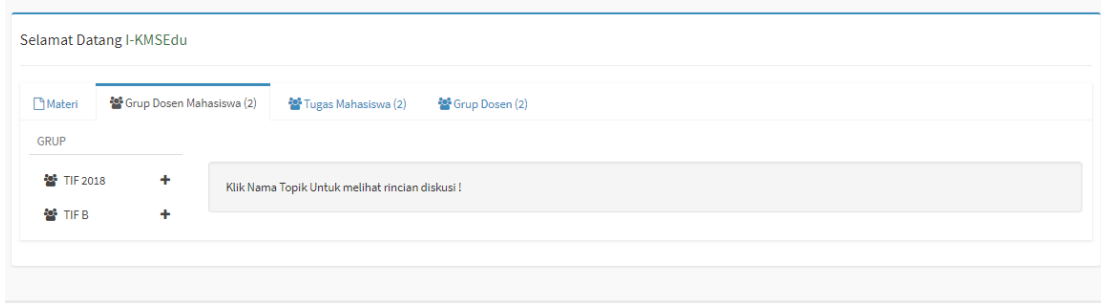 Selamat Datang I-KMSEdu
Materi Grup Dosen Mahasiswa (2) Tugas Mahasiswa (2) Grup Dosen (2)
GRUP
TIF 2018 +
Klik Nama Topik Untuk melihat rincian diskusi !
TIF B +